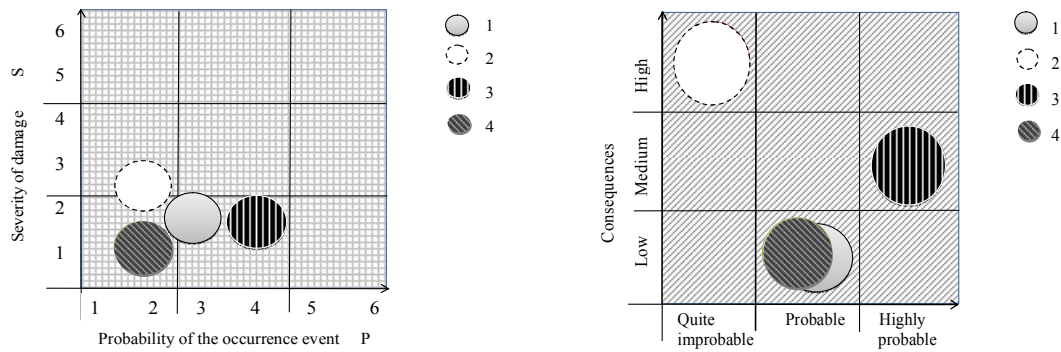 6
5
4
3
2
1
S
Severity of damage
1 2 3 4 5 6
Probability of the occurrence event P
1
2
3
4
High
Medium
Low
Consequences
Quite
improbable
Probable
Highly
probable
1
2
3
4